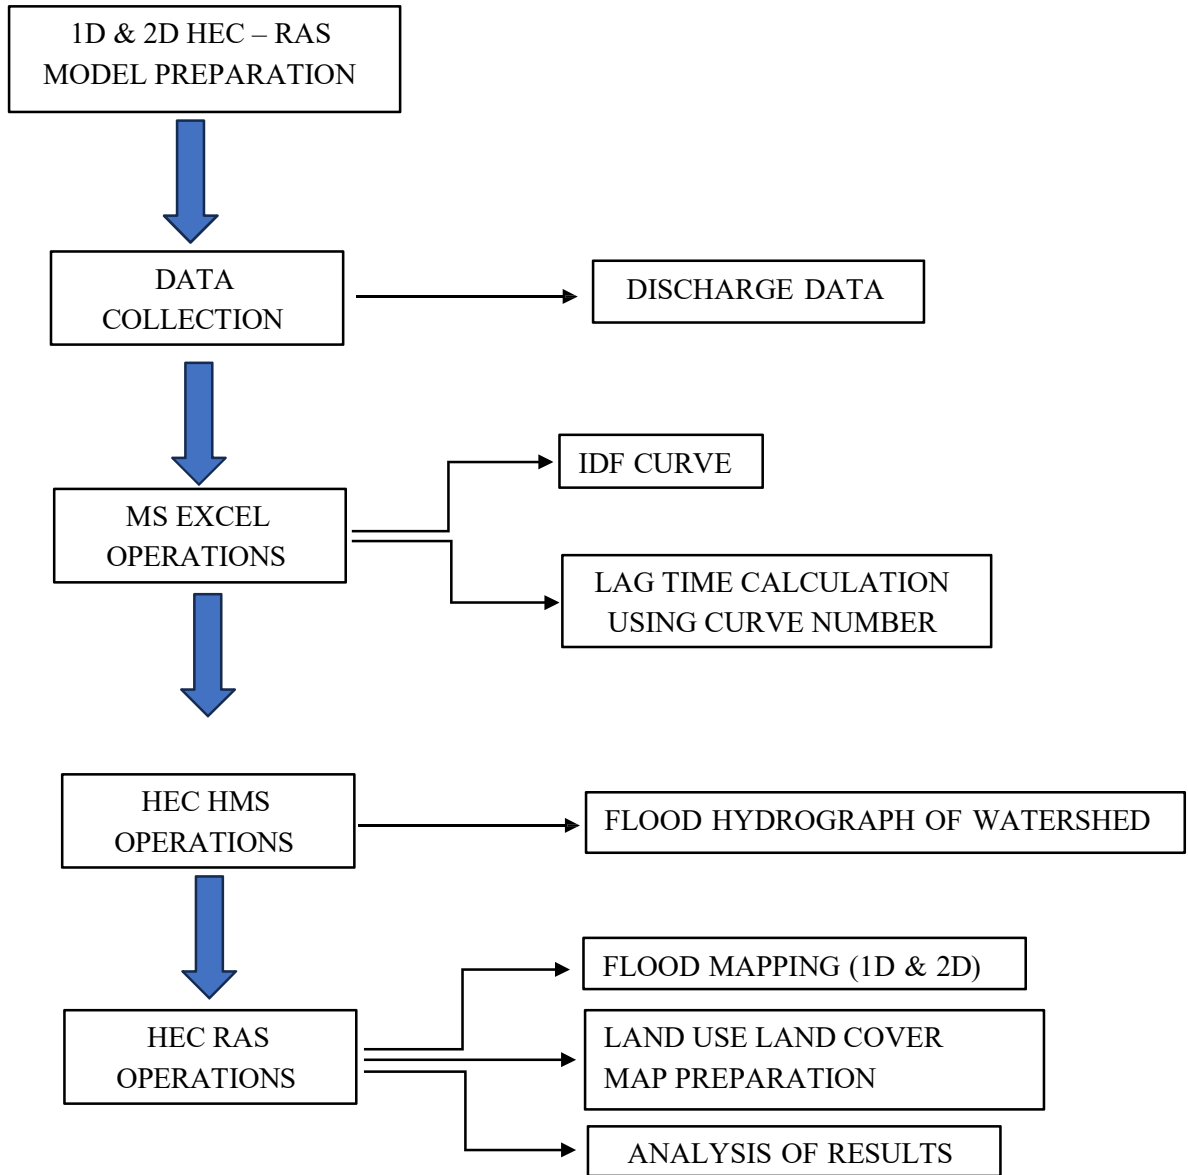 1D & 2D HEC – RAS
MODEL PREPARATION
DATA
COLLECTION
DISCHARGE DATA
MS EXCEL
OPERATIONS
IDF CURVE
LAG TIME CALCULATION
USING CURVE NUMBER
HEC HMS
OPERATIONS
FLOOD HYDROGRAPH OF WATERSHED
HEC RAS
OPERATIONS
FLOOD MAPPING (1D & 2D)
LAND USE LAND COVER
MAP PREPARATION
ANALYSIS OF RESULTS